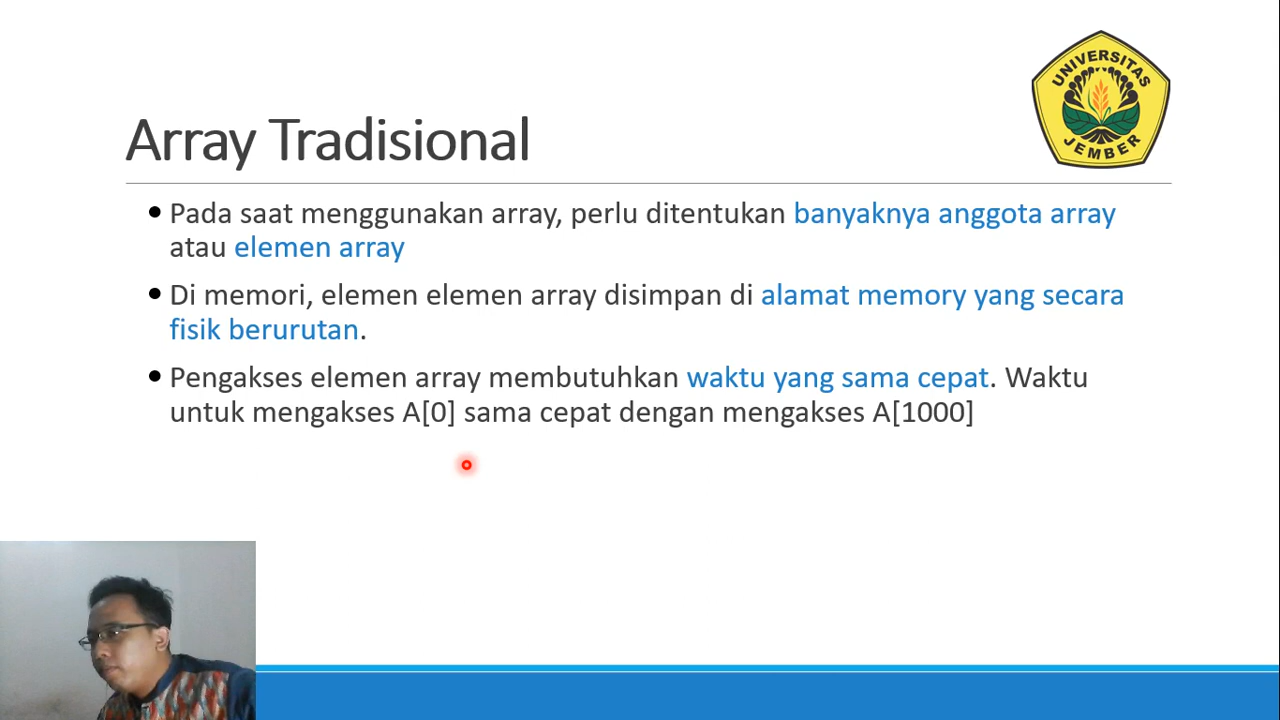 UNIVERSITAS
JEMBER
Array Tradisional
• Pada saat menggunakan array, perlu ditentukan banyaknya anggota array
atau elemen array
• Di memori, elemen elemen array disimpan di alamat memory yang secara
fisik berurutan.
• Pengakses elemen array membutuhkan waktu yang sama cepat. Waktu
untuk mengakses A[0] sama cepat dengan mengakses A[1000]